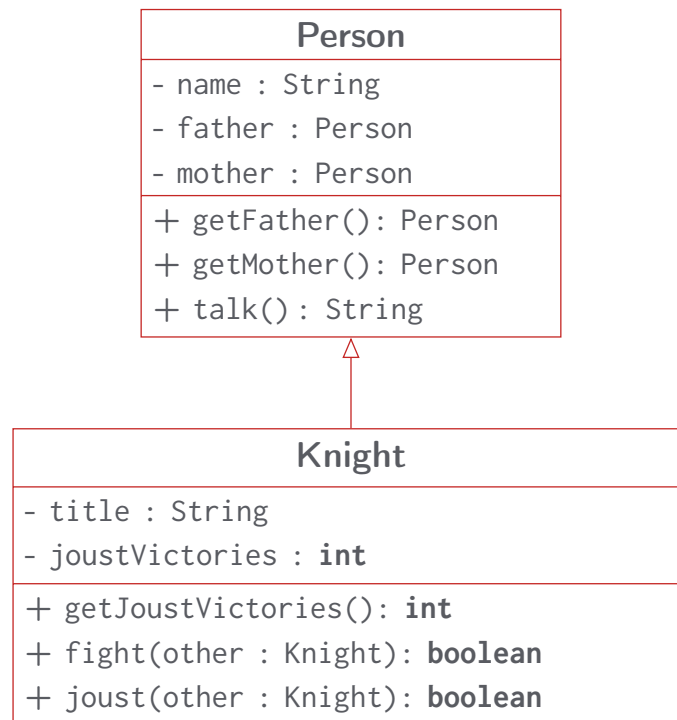 Person
- name : String
- father : Person
- mother : Person
+ getFather(): Person
+ getMother(): Person
+ talk() : String
Knight
- title : String
- joustVictories : int
+ getJoustVictories(): int
+ fight(other : Knight): boolean
+ joust(other : Knight): boolean